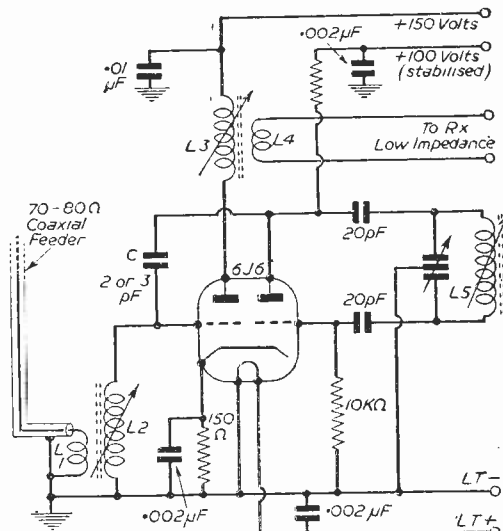 +150 Volts
·002µF
+100 Volts
(stabilised)
·01
µF
L3
L4
To Rx
Low Impedance
70-80Ω
Coaxial
Feeder
C
2 or 3
pF
6J6
20pF
L5
20pF
L2
L1
150
Ω
10KΩ
·002µF
·002µF
LT-
LT+